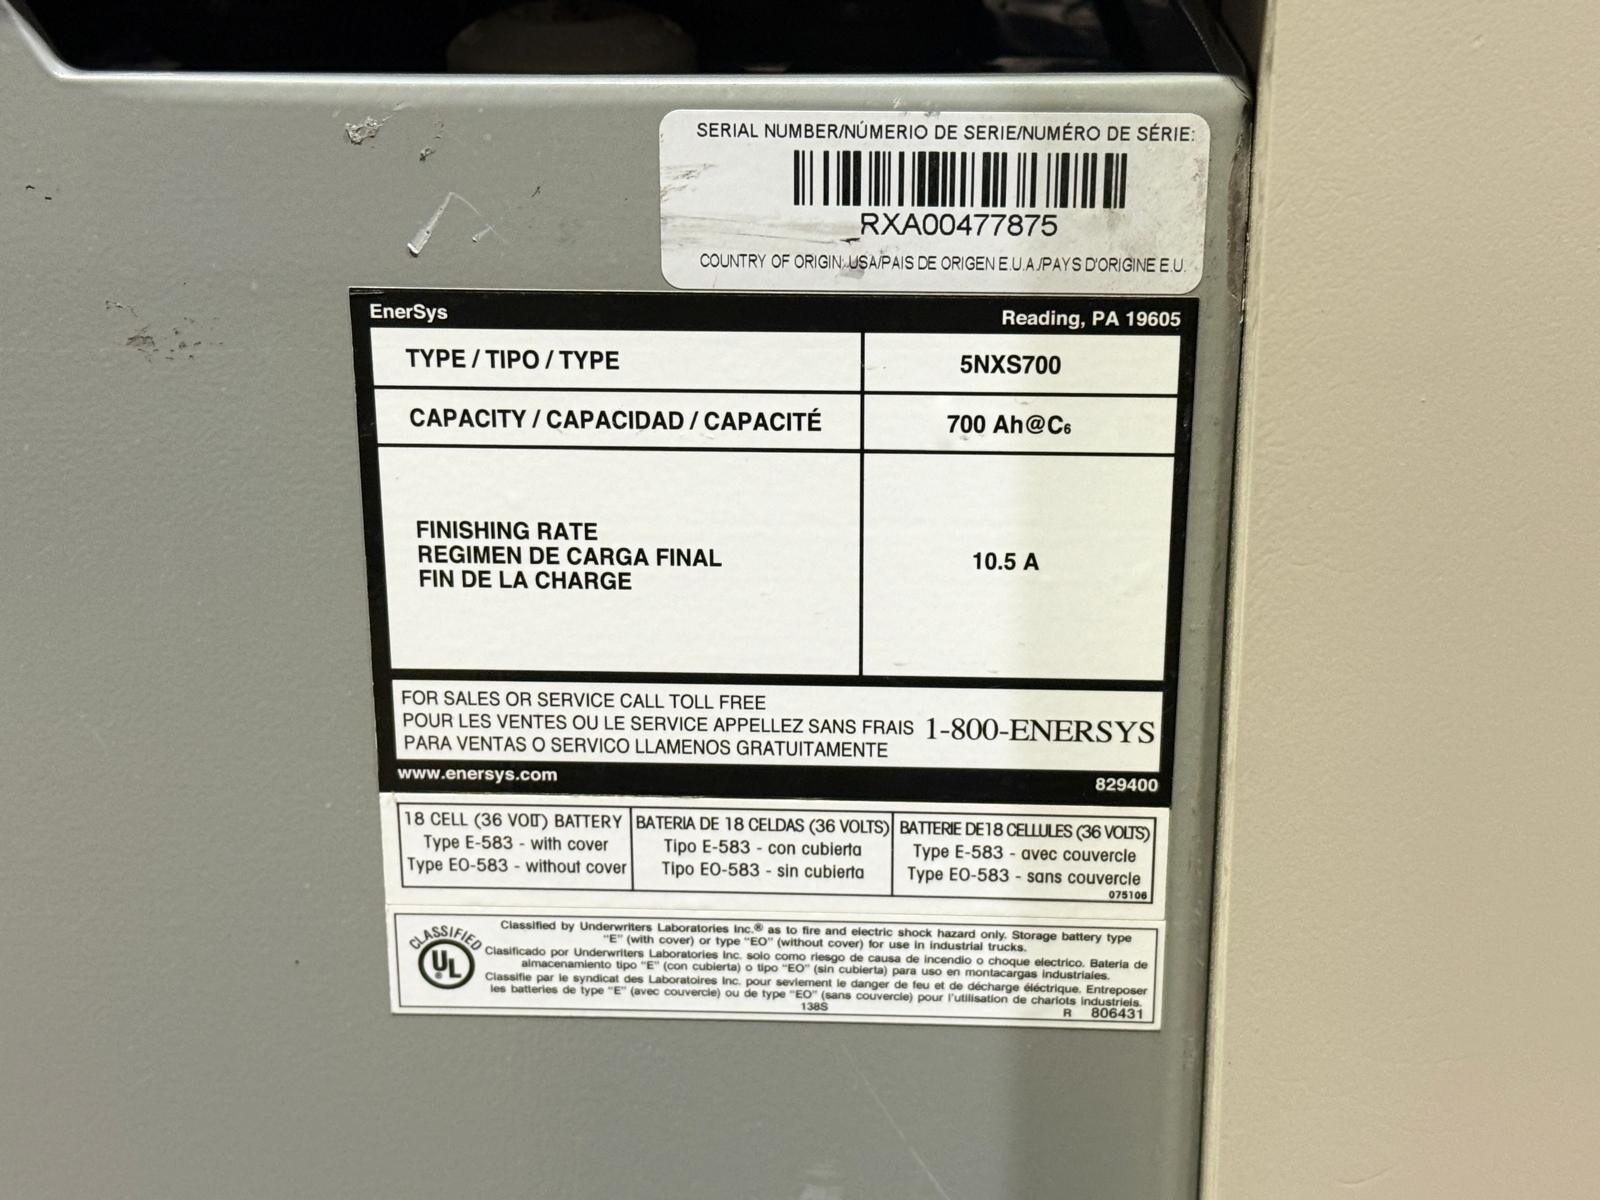 SERIAL NUMBER/NÚMERIO DE SERIE/NUMÉRO DE SÉRIE:
RXA00477875
COUNTRY OF ORIGIN: USA/PAIS DE ORIGEN E.U.A./PAYS D'ORIGINE E.U.
EnerSys Reading, PA 19605
TYPE / TIPO / TYPE 5NXS700
CAPACITY / CAPACIDAD / CAPACITÉ 700 Ah@C6
FINISHING RATE
REGIMEN DE CARGA FINAL 10.5 A
FIN DE LA CHARGE
FOR SALES OR SERVICE CALL TOLL FREE
POUR LES VENTES OU LE SERVICE APPELLEZ SANS FRAIS 1-800-ENERSYS
PARA VENTAS O SERVICO LLAMENOS GRATUITAMENTE
www.enersys.com 829400
18 CELL (36 VOLT) BATTERY
Type E-583 - with cover
Type EO-583 - without cover
BATERIA DE 18 CELDAS (36 VOLTS)
Tipo E-583 - con cubierta
Tipo EO-583 - sin cubierta
BATTERIE DE 18 CELLULES (36 VOLTS)
Type E-583 - avec couvercle
Type EO-583 - sans couvercle
075106
CLASSIFIED
UL
Classified by Underwriters Laboratories Inc.® as to fire and electric shock hazard only. Storage battery type
"E" (with cover) or type "EO" (without cover) for use in industrial trucks.
Clasificado por Underwriters Laboratories Inc. solo como riesgo de causa de incendio o choque electrico. Bateria de
almacenamiento tipo "E" (con cubierta) o tipo "EO" (sin cubierta) para uso en montacargas industriales.
Classifie par le syndicat des Laboratoires Inc. pour sevlement le danger de feu et de décharge éléctrique. Entreposer
les batteries de type "E" (avec couvercle) ou de type "EO" (sans couvercle) pour l'utilisation de chariots industriels.
138S
R 806431